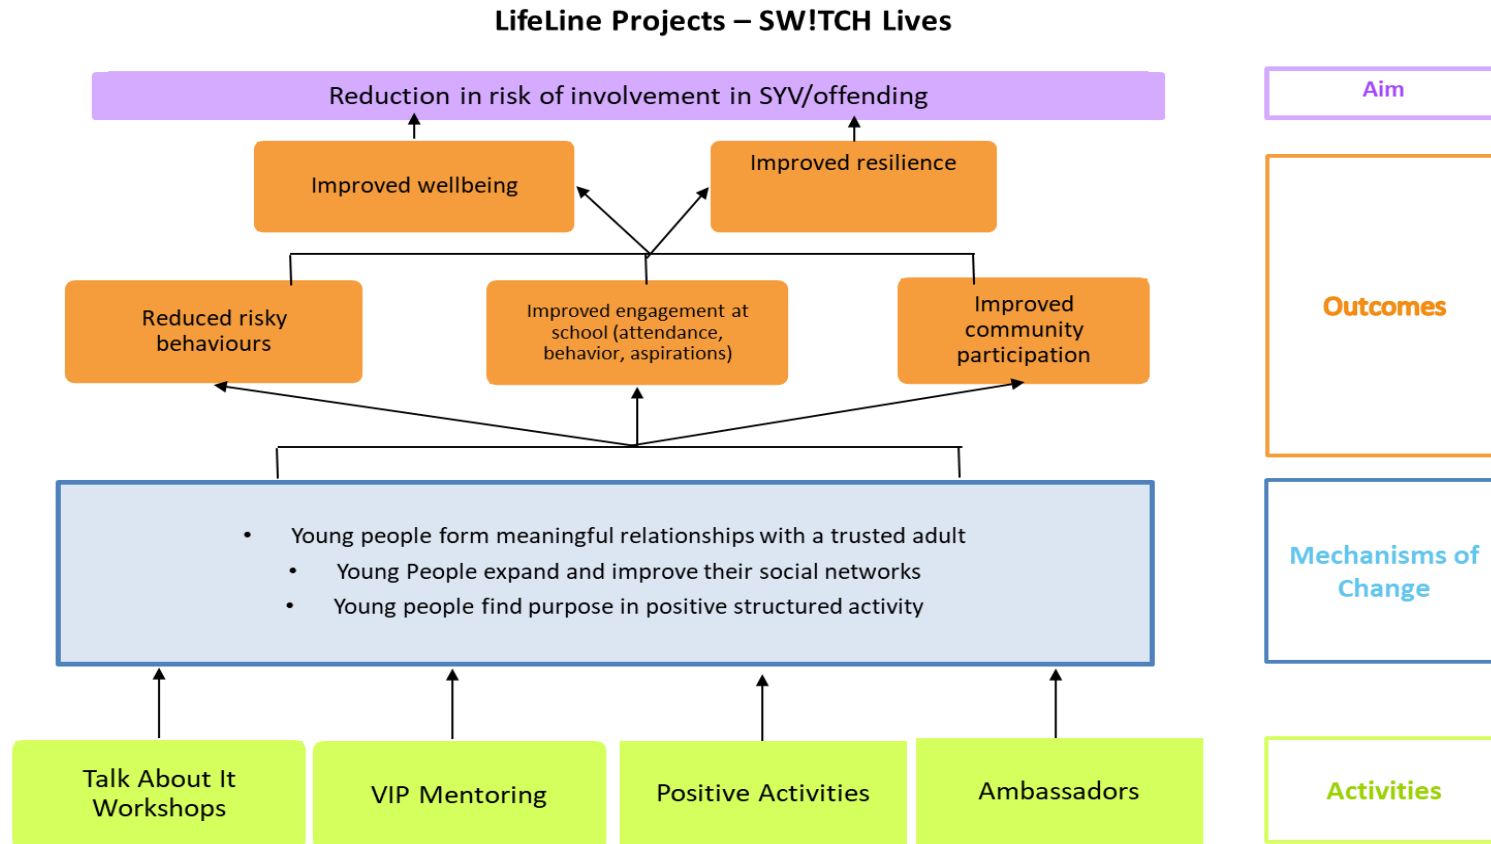 LifeLine Projects – SW!TCH Lives
Reduction in risk of involvement in SYV/offending
Aim
Improved wellbeing
Improved resilience
Reduced risky
behaviours
Improved engagement at
school (attendance,
behavior, aspirations)
Improved
community
participation
Outcomes
• Young people form meaningful relationships with a trusted adult
• Young People expand and improve their social networks
• Young people find purpose in positive structured activity
Mechanisms of
Change
Talk About It
Workshops
VIP Mentoring
Positive Activities
Ambassadors
Activities